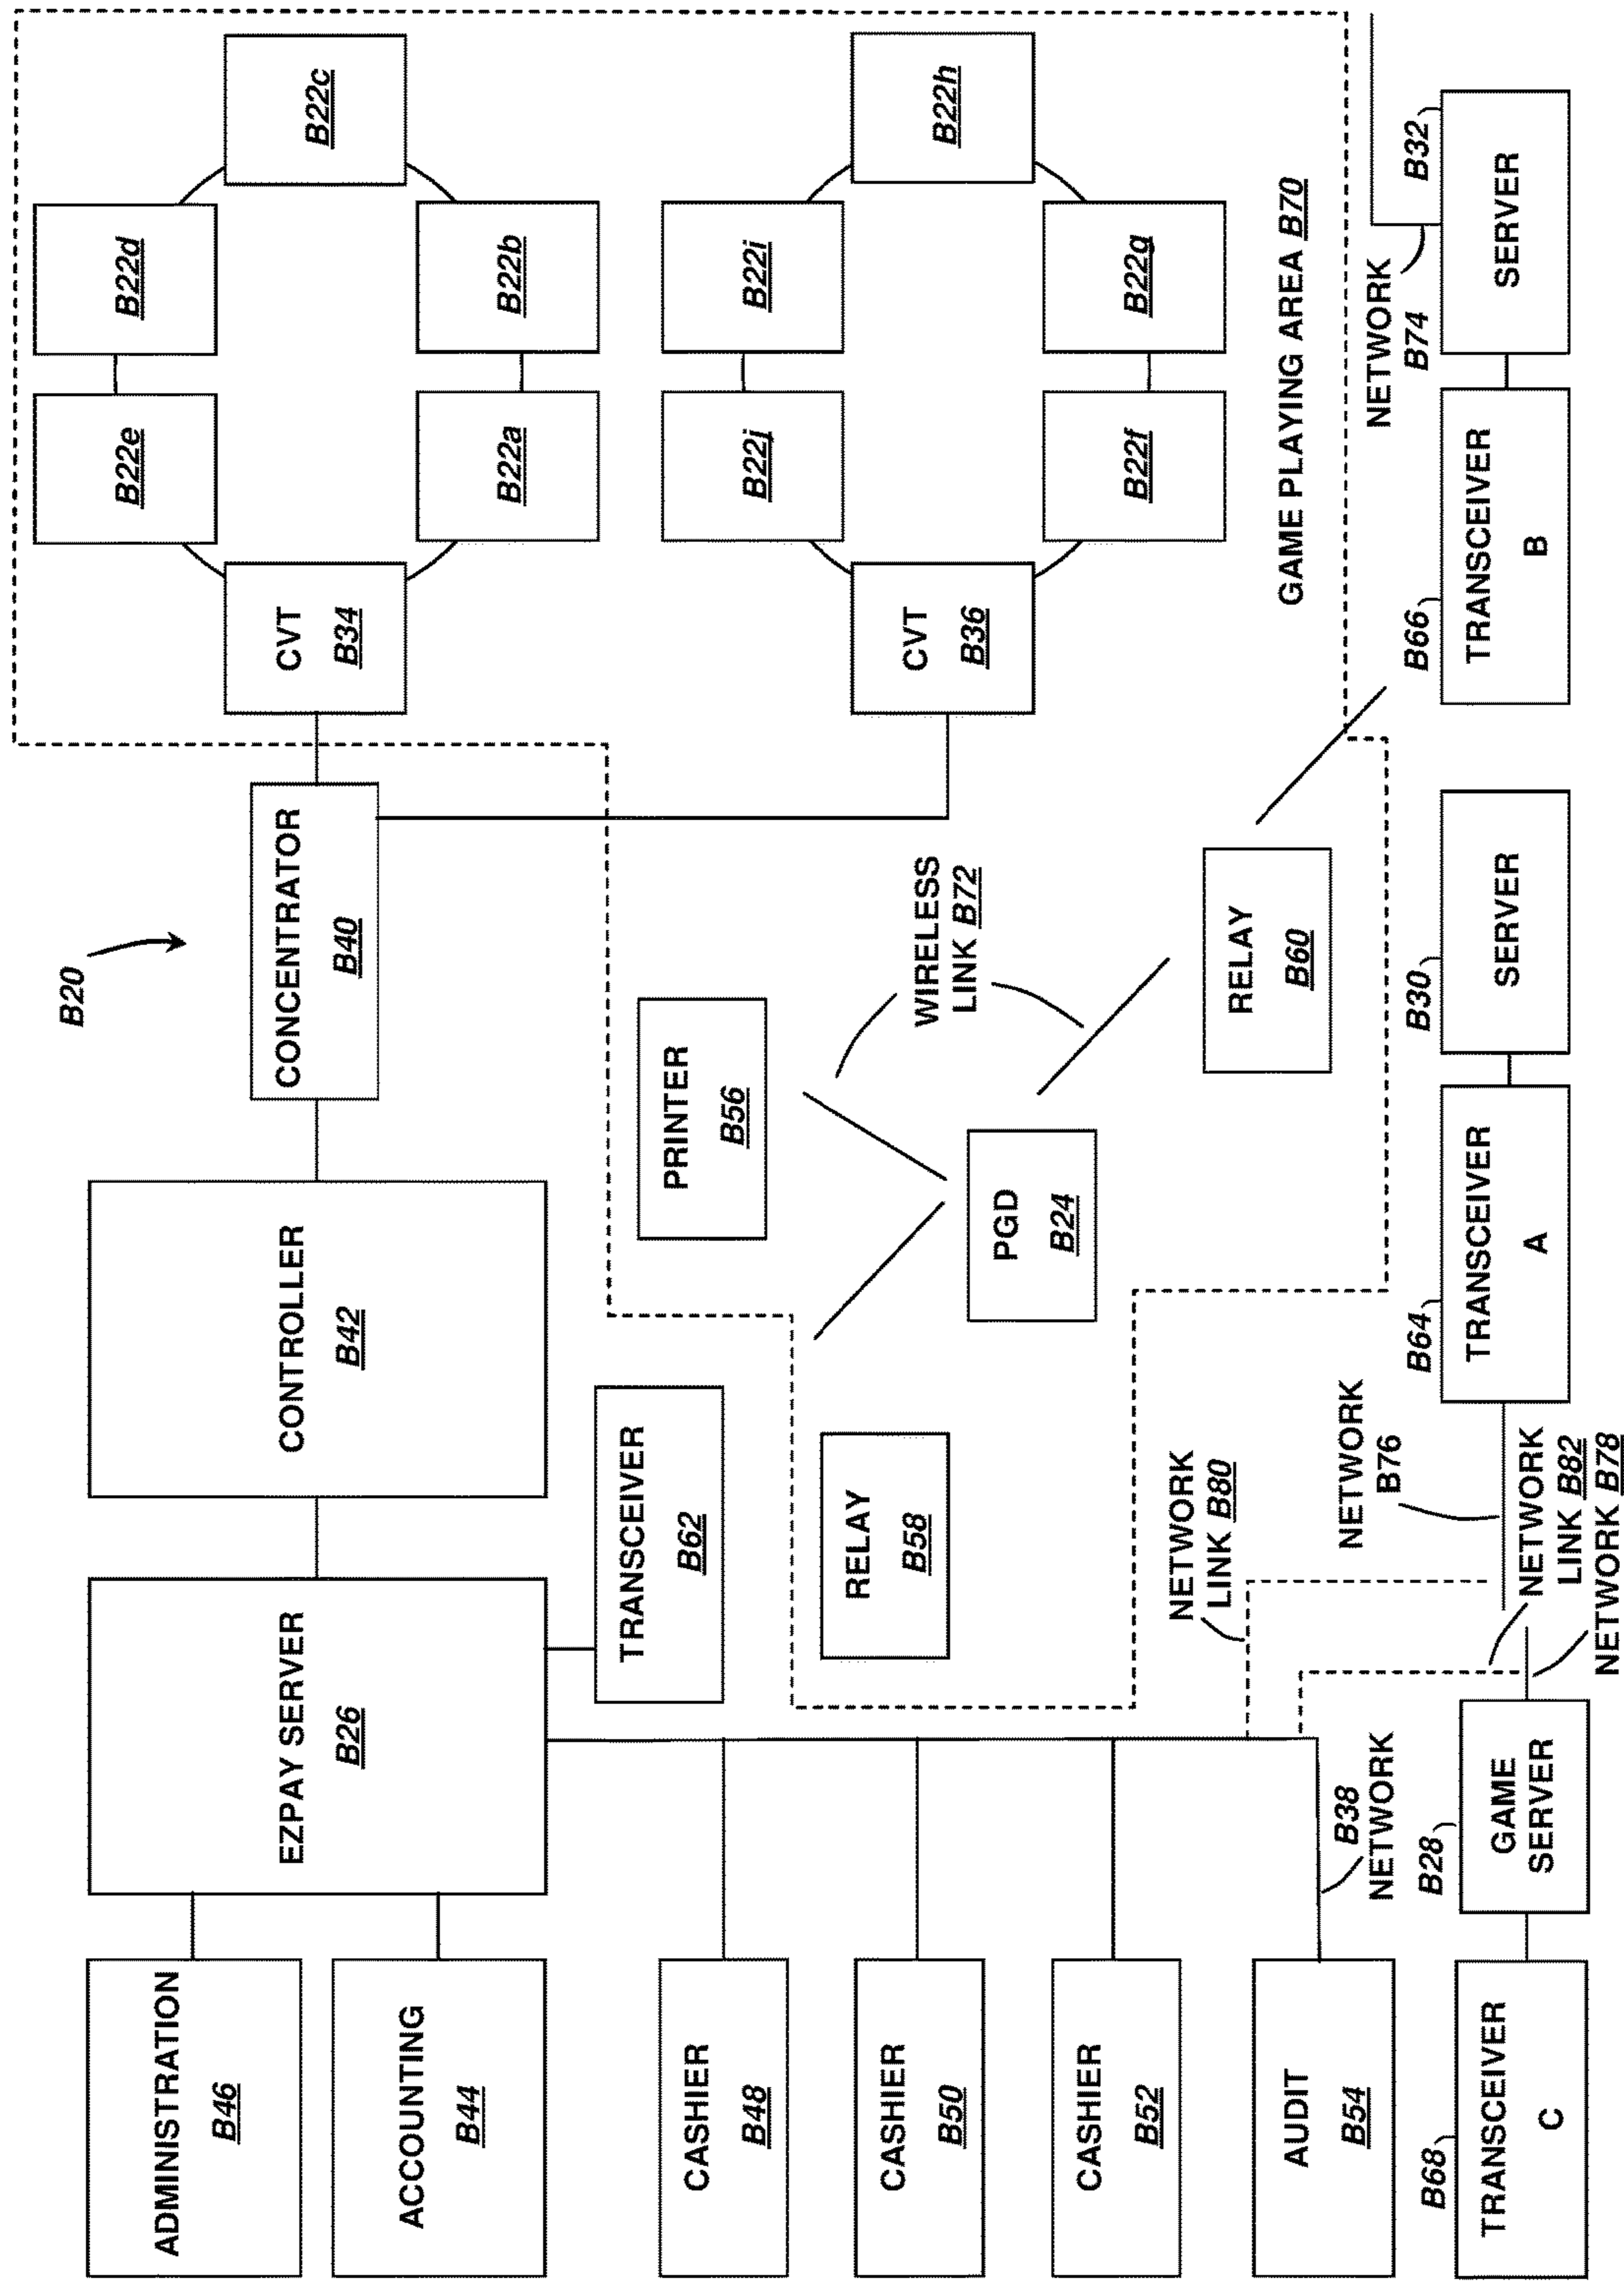 B20
ADMINISTRATION
B46
ACCOUNTING
B44
EZPAY SERVER
B26
CONTROLLER
B42
CONCENTRATOR
B40
CVT
B34
B22e
B22d
B22c
B22a
B22b
CASHIER
B48
CASHIER
B50
CASHIER
B52
AUDIT
B54
TRANSCEIVER
B62
RELAY
B58
PRINTER
B56
PGD
B24
WIRELESS
LINK B72
RELAY
B60
CVT
B36
B22j
B22i
B22h
B22f
B22g
GAME PLAYING AREA B70
NETWORK
LINK B80
B38
NETWORK
NETWORK
B76
NETWORK
B74
B68
TRANSCEIVER
C
B28
GAME
SERVER
NETWORK
LINK B82
NETWORK B78
B64
TRANSCEIVER
A
B30
SERVER
B66
TRANSCEIVER
B
B32
SERVER